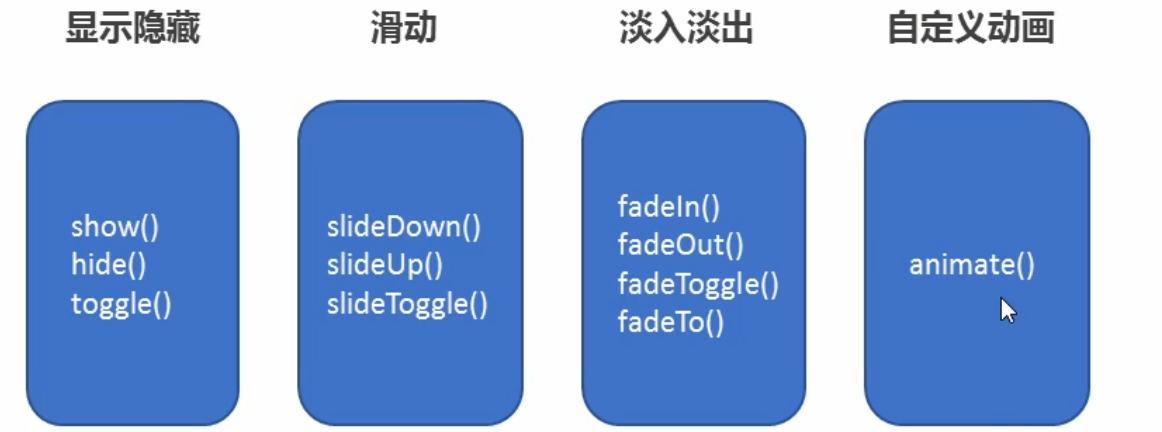 显示隐藏
滑动
淡入淡出
自定义动画
show()
hide()
toggle()
slideDown()
slideUp()
slideToggle()
fadeIn()
fadeOut()
fadeToggle()
fadeTo()
animate()